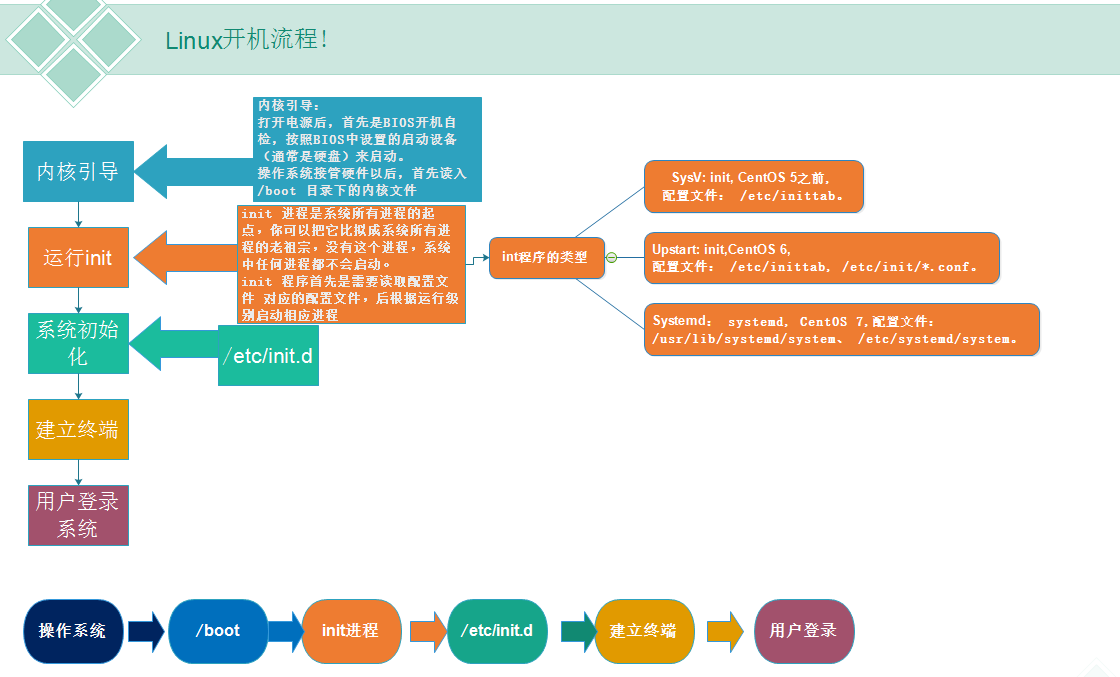 Linux开机流程!
内核引导:
打开电源后,首先是BIOS开机自
检,按照BIOS中设置的启动设备
(通常是硬盘)来启动。
操作系统接管硬件以后,首先读入
/boot 目录下的内核文件
内核引导
init 进程是系统所有进程的起
点,你可以把它比拟成系统所有进
程的老祖宗,没有这个进程,系统
中任何进程都不会启动。
init 程序首先是需要读取配置文
件 对应的配置文件,后根据运行级
别启动相应进程
运行init
int程序的类型
SysV: init, CentOS 5之前,
配置文件: /etc/inittab。
Upstart: init,CentOS 6,
配置文件: /etc/inittab, /etc/init/*.conf。
Systemd: systemd, CentOS 7,配置文件:
/usr/lib/systemd/system、 /etc/systemd/system。
系统初始
化
/etc/init.d
建立终端
用户登录
系统
操作系统
/boot
init进程
/etc/init.d
建立终端
用户登录